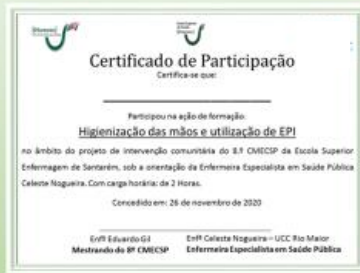 Certificado de Participação
Certifica-se que:
Participou na ação de formação:
Higienização das mãos e utilização de EPI
no âmbito do projeto de intervenção comunitária do 8.º CMECSP da Escola Superior
Enfermagem de Santarém, sob a orientação da Enfermeira Especialista em Saúde Pública
Celeste Nogueira. Com carga horária: de 2 Horas.
Concedido em: 26 de novembro de 2020
Enfº Eduardo Gil
Mestrando do 8º CMECSP
Enfª Celeste Nogueira – UCC Rio Maior
Enfermeira Especialista em Saúde Pública